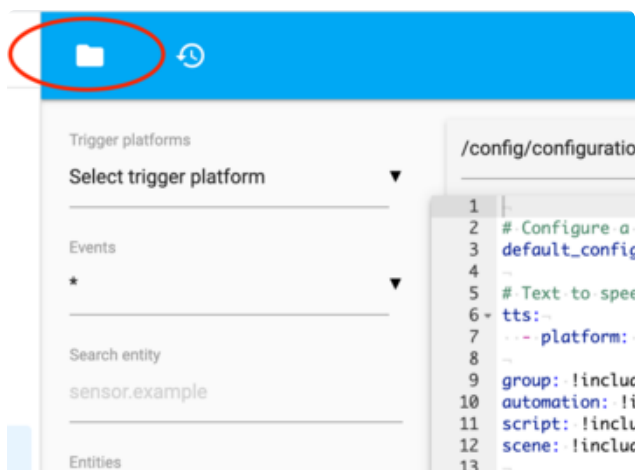 Trigger platforms
Select trigger platform
Events
*
Search entity
sensor.example
Entities
/config/configuratio
1
2 # Configure a
3 default_config
4
5 # Text to spee
6 tts:
7 - platform:
8
9 group: !includ
10 automation: !i
11 script: !inclu
12 scene: !includ
13